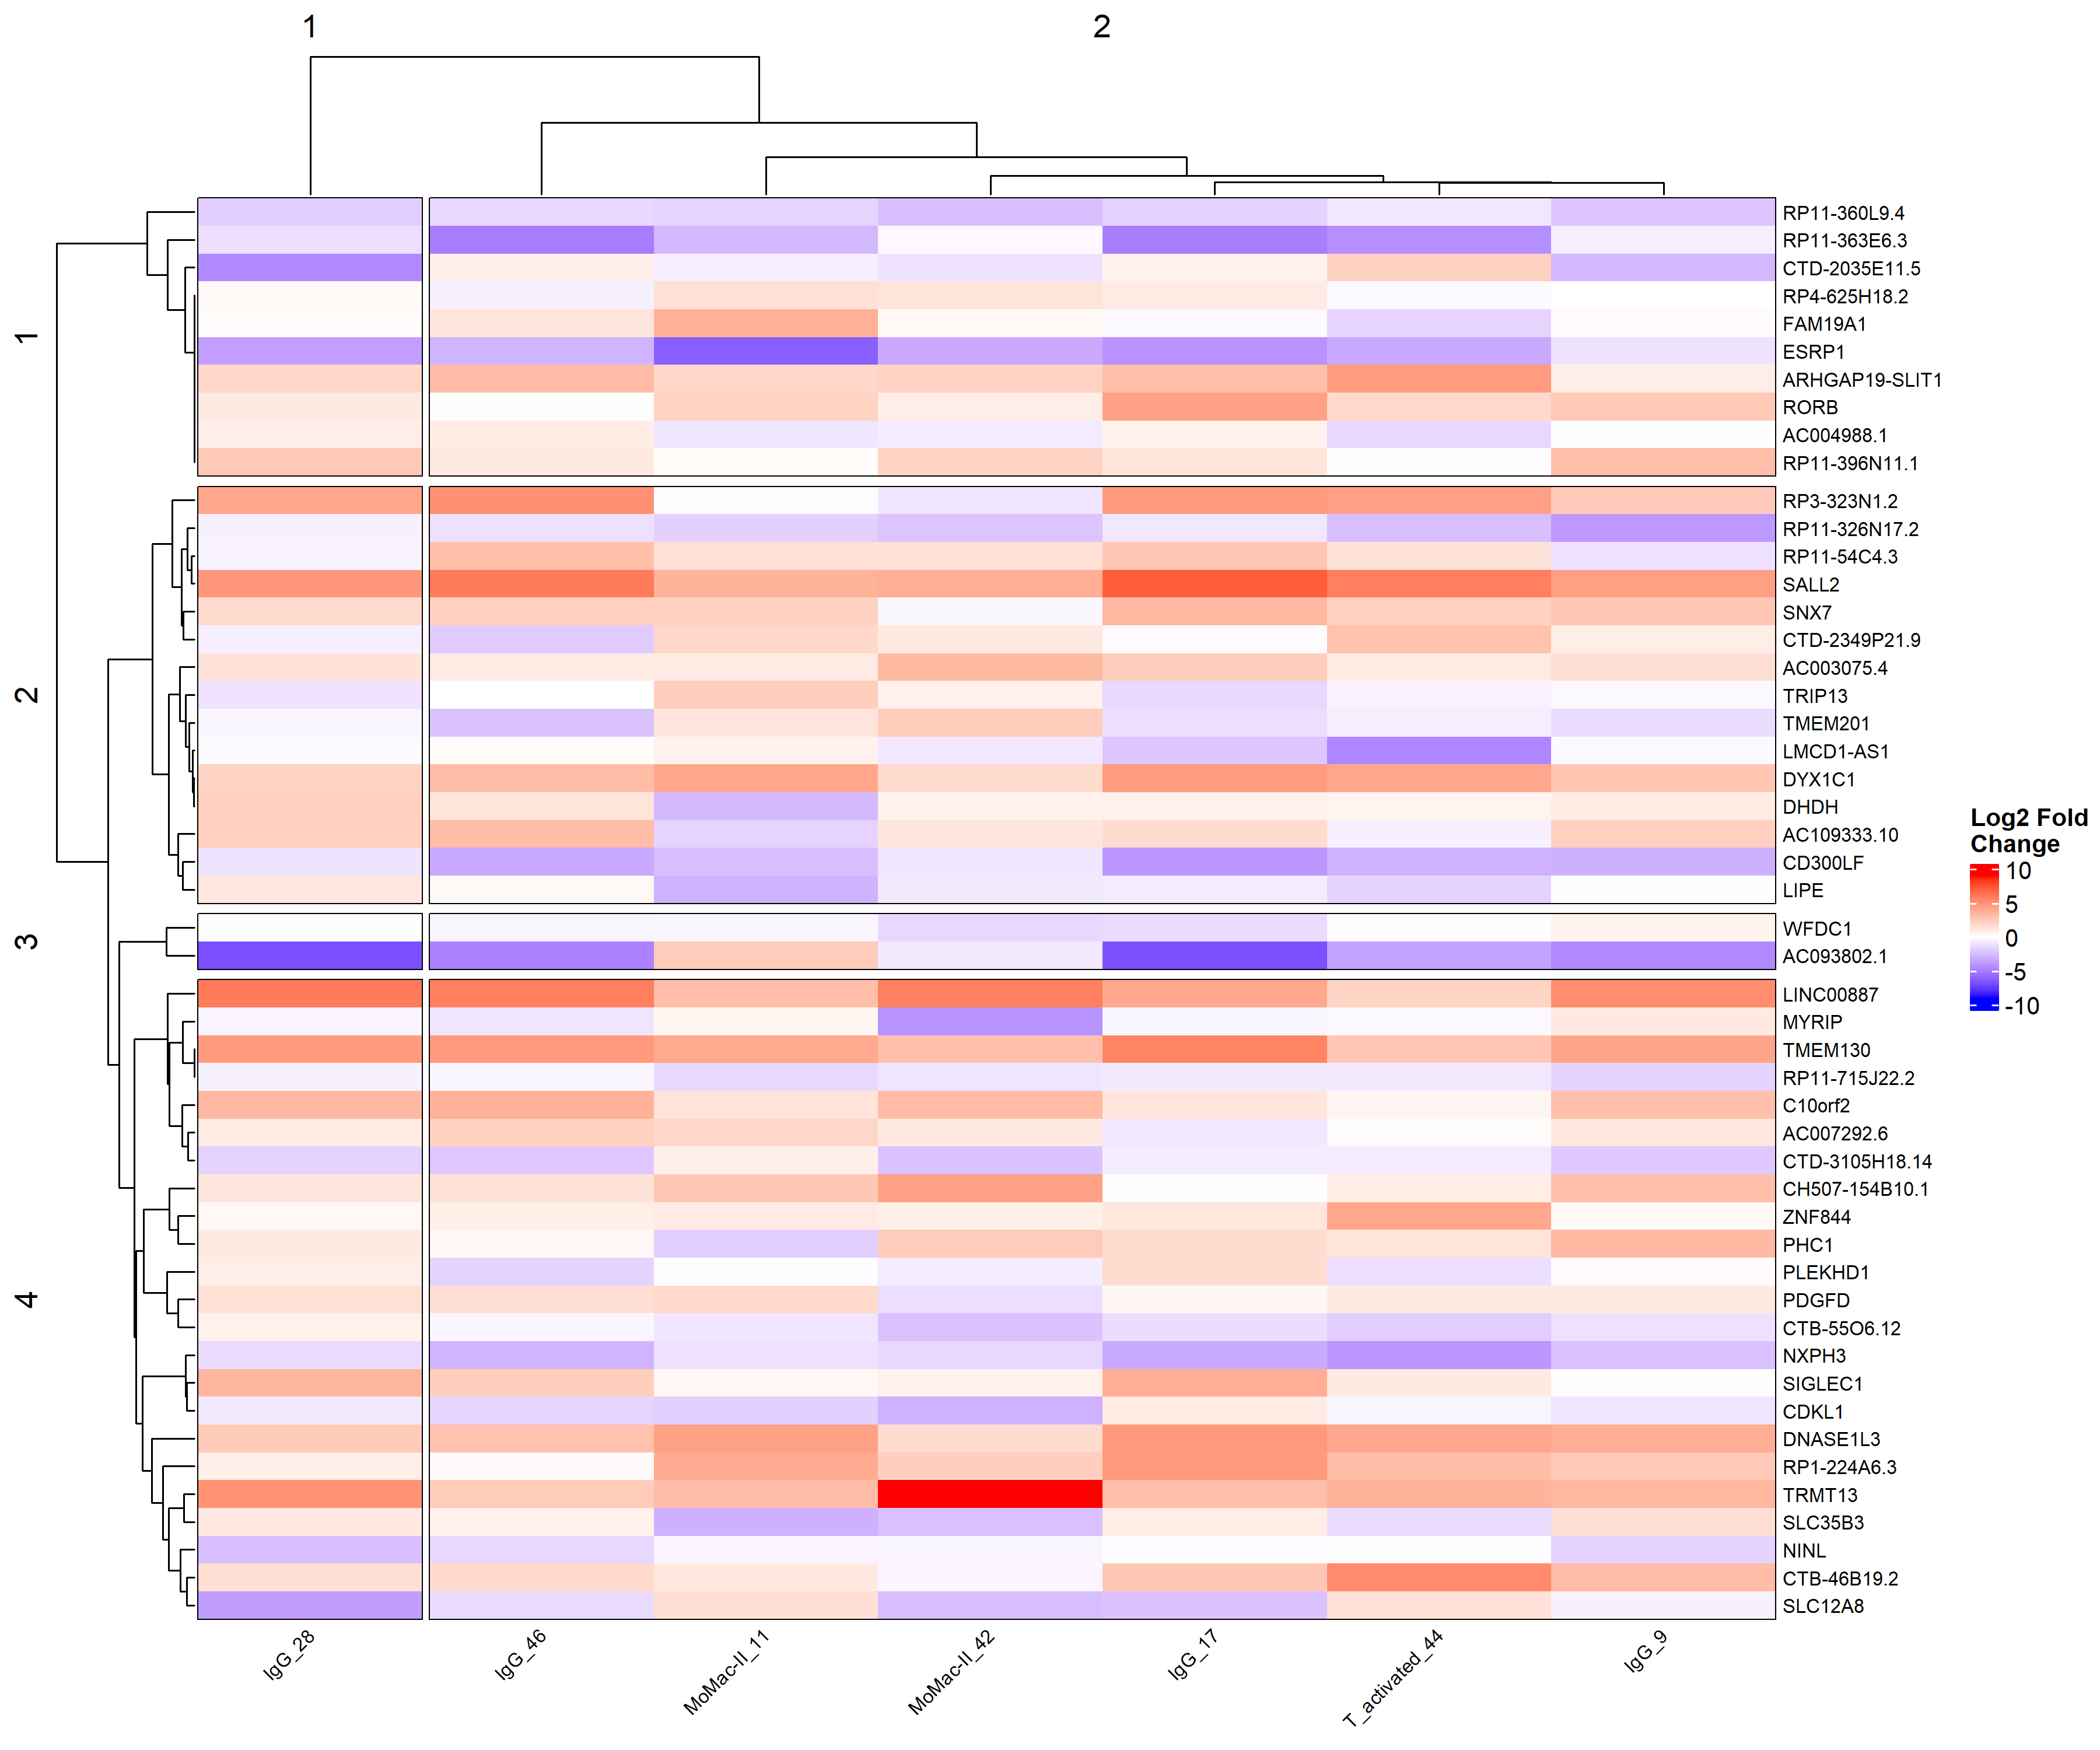 1
2
1
2
3
4
RP11-360L9.4
RP11-363E6.3
CTD-2035E11.5
RP4-625H18.2
FAM19A1
ESRP1
ARHGAP19-SLIT1
RORB
AC004988.1
RP11-396N11.1
RP3-323N1.2
RP11-326N17.2
RP11-54C4.3
SALL2
SNX7
CTD-2349P21.9
AC003075.4
TRIP13
TMEM201
LMCD1-AS1
DYX1C1
DHDH
AC109333.10
CD300LF
LIPE
WFDC1
AC093802.1
LINC00887
MYRIP
TMEM130
RP11-715J22.2
C10orf2
AC007292.6
CTD-3105H18.14
CH507-154B10.1
ZNF844
PHC1
PLEKHD1
PDGFD
CTB-55O6.12
NXPH3
SIGLEC1
CDKL1
DNASE1L3
RP1-224A6.3
TRMT13
SLC35B3
NINL
CTB-46B19.2
SLC12A8
Log2 Fold
Change
10
5
0
-5
-10
IgG_28
IgG_46
MoMac-II_11
MoMac-II_42
IgG_17
T_activated_44
IgG_9